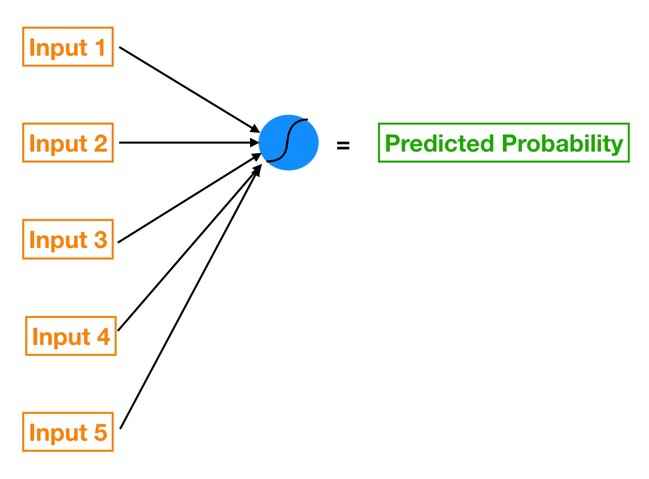 Input 1
Input 2
= Predicted Probability
Input 3
Input 4
Input 5